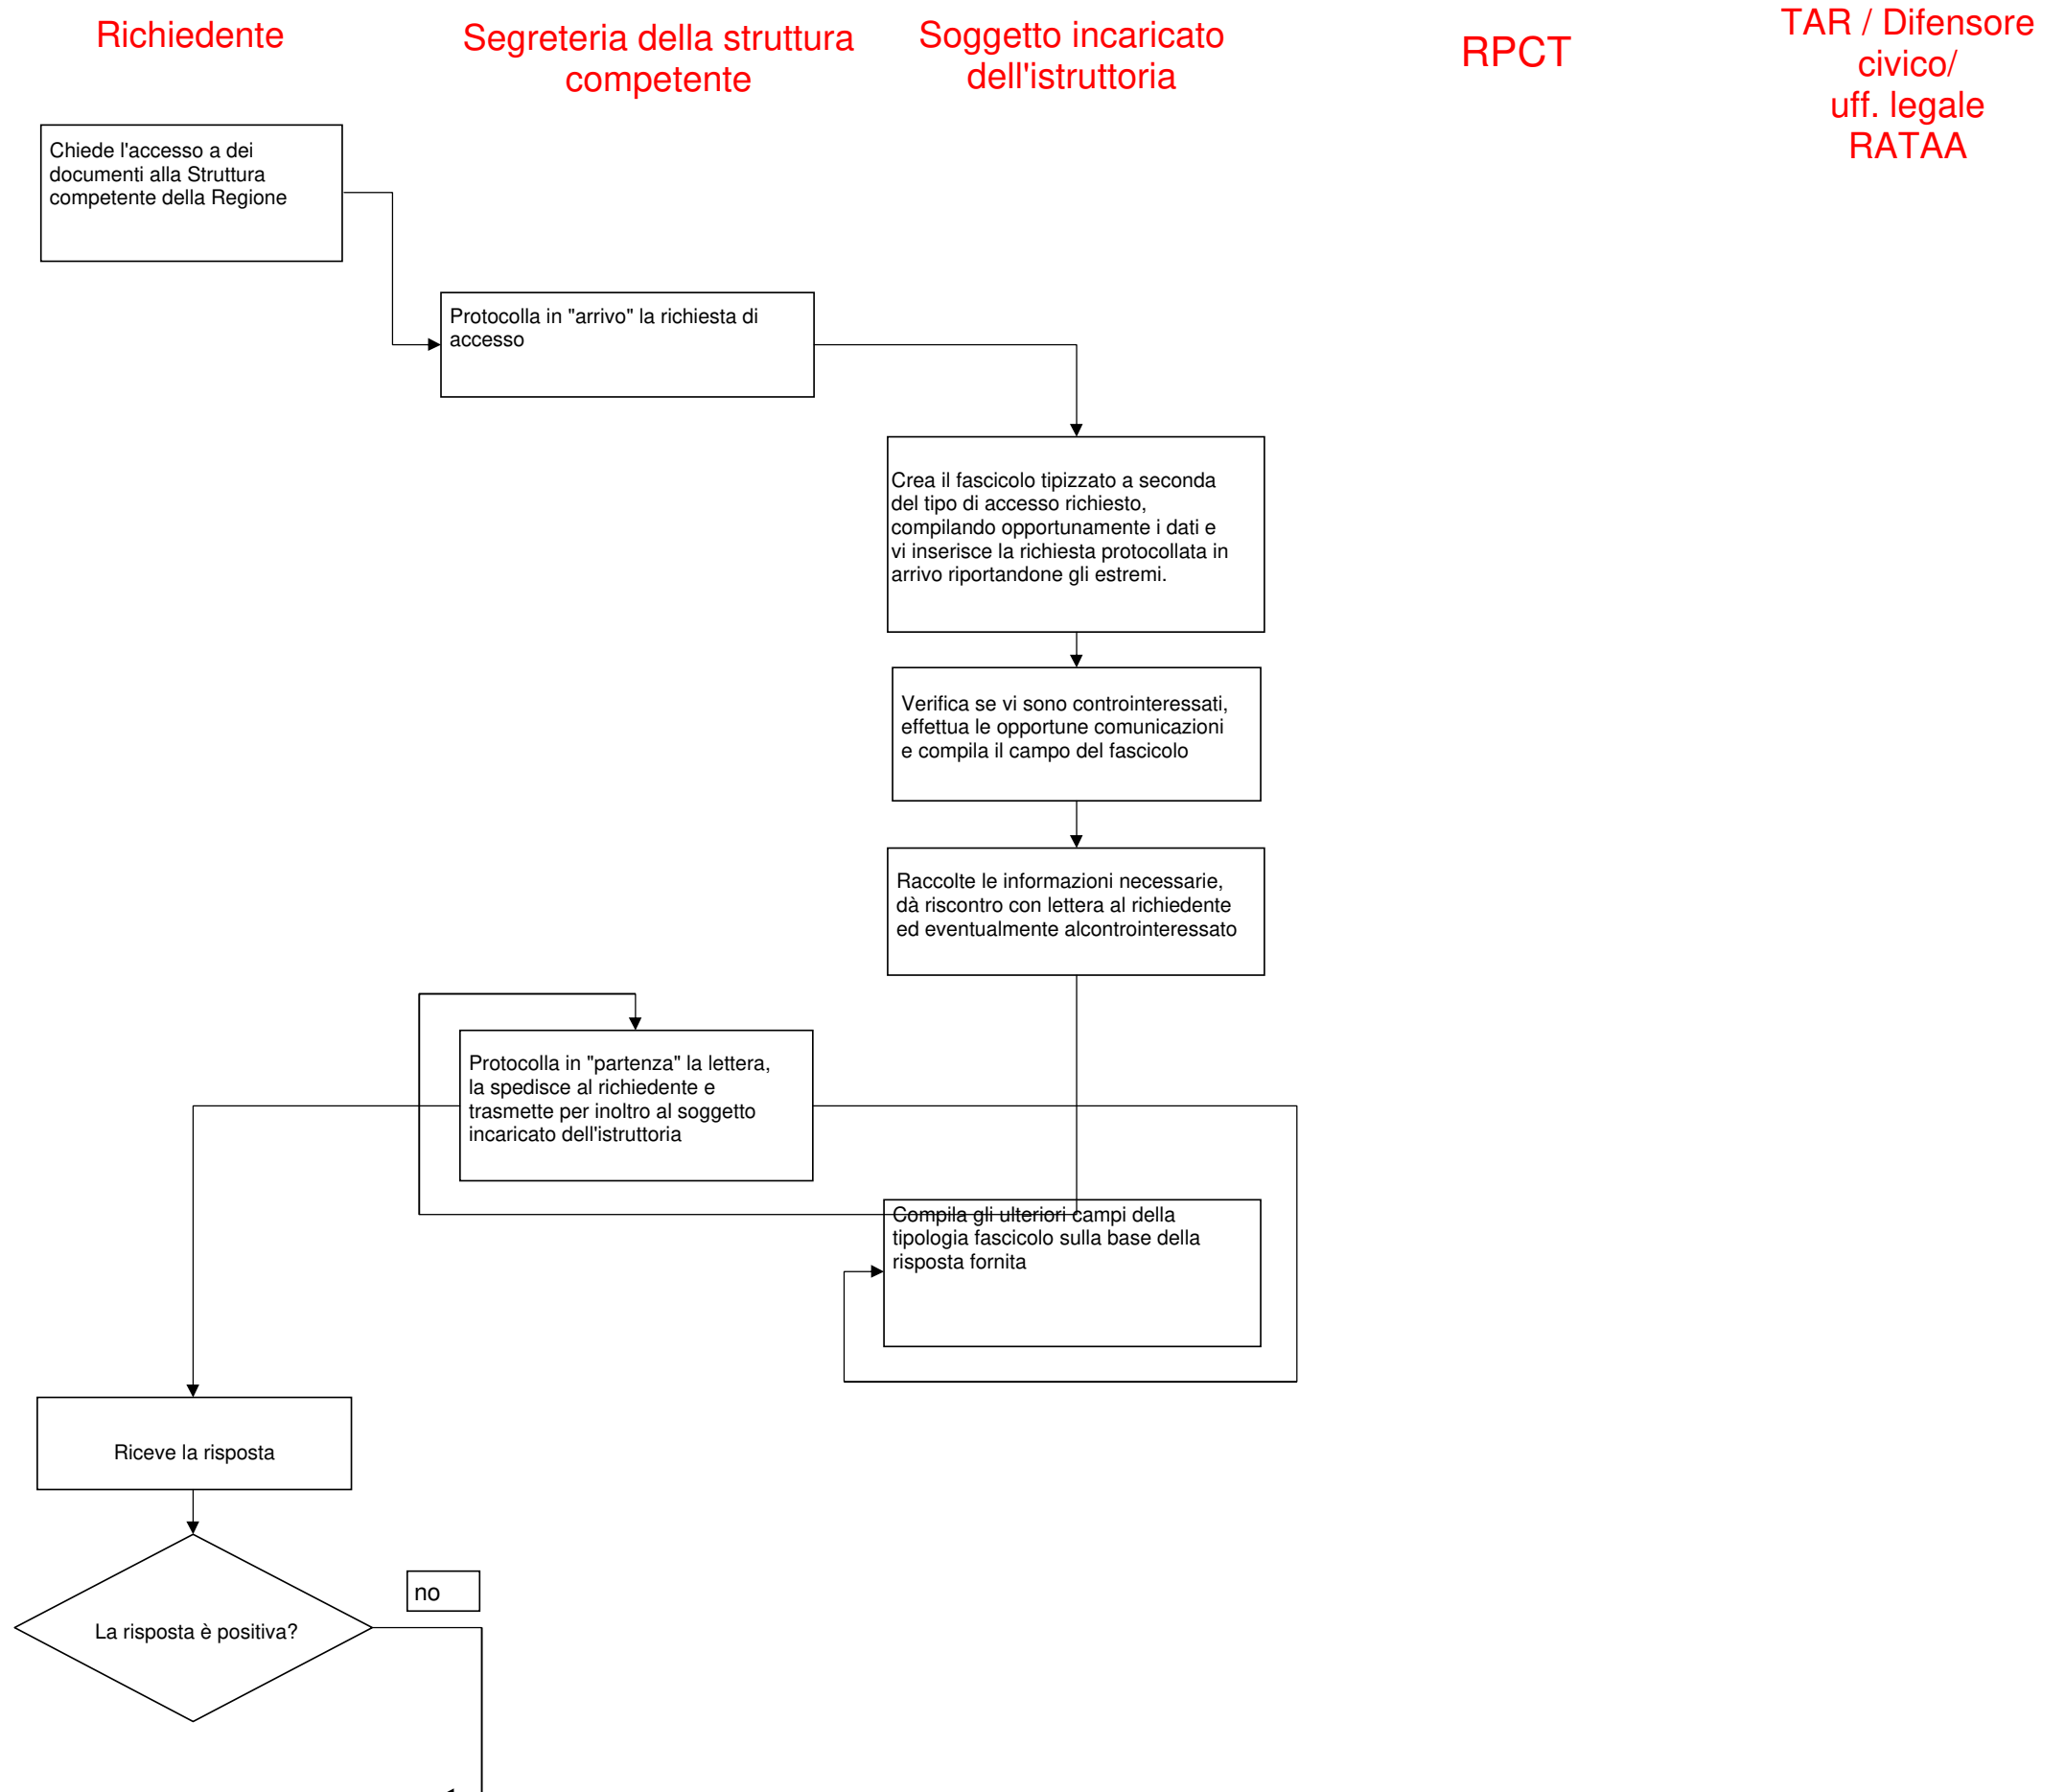 Richiedente
Segreteria della struttura
competente
Soggetto incaricato
dell'istruttoria
RPCT
TAR / Difensore
civico/
uff. legale
RATAA
Chiede l'accesso a dei
documenti alla Struttura
competente della Regione
Protocolla in "arrivo" la richiesta di
accesso
Crea il fascicolo tipizzato a seconda
del tipo di accesso richiesto,
compilando opportunamente i dati e
vi inserisce la richiesta protocollata in
arrivo riportandone gli estremi.
Verifica se vi sono controinteressati,
effettua le opportune comunicazioni
e compila il campo del fascicolo
Raccolte le informazioni necessarie,
dà riscontro con lettera al richiedente
ed eventualmente alcontrointeressato
Protocolla in "partenza" la lettera,
la spedisce al richiedente e
trasmette per inoltro al soggetto
incaricato dell'istruttoria
Compila gli ulteriori campi della
tipologia fascicolo sulla base della
risposta fornita
Riceve la risposta
no
La risposta è positiva?